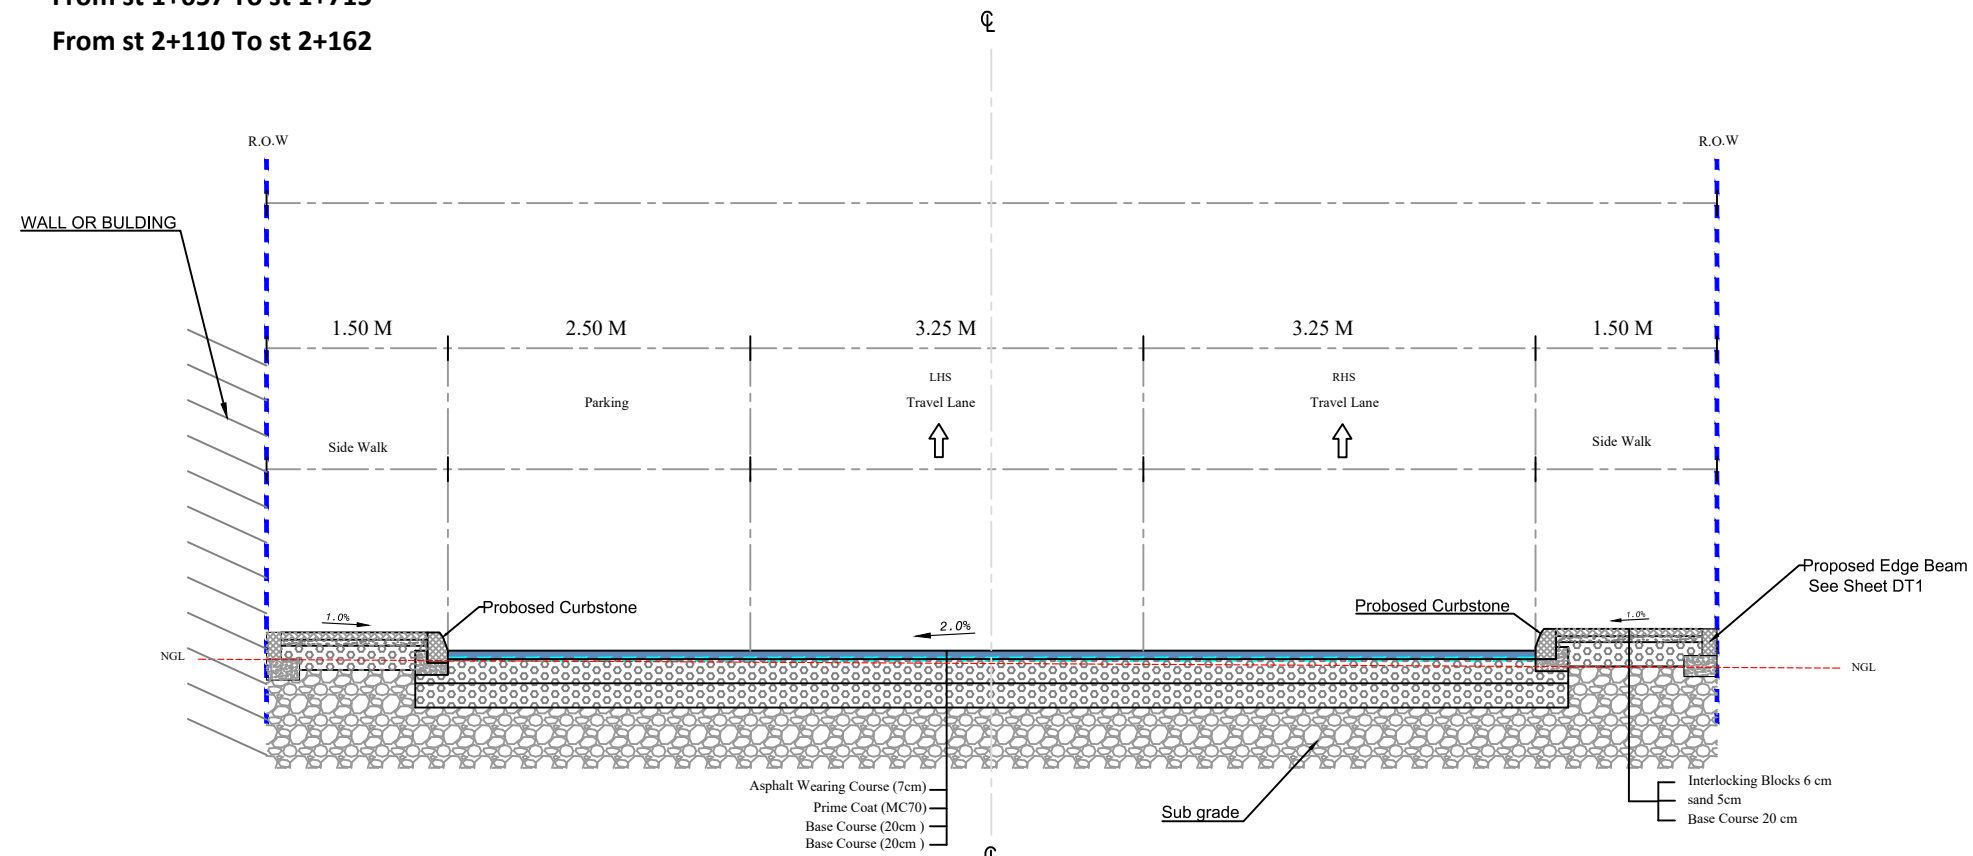 From st 2+110 To st 2+162
℄
R.O.W
R.O.W
WALL OR BULDING
1.50 M
2.50 M
3.25 M
3.25 M
1.50 M
LHS
RHS
Parking
Travel Lane
Travel Lane
Side Walk
Side Walk
Proposed Edge Beam
See Sheet DT1
Probosed Curbstone
Probosed Curbstone
1.0%
2.0%
1.0%
NGL
NGL
Asphalt Wearing Course (7cm)
Prime Coat (MC70)
Base Course (20cm )
Base Course (20cm )
Sub grade
Interlocking Blocks 6 cm
sand 5cm
Base Course 20 cm